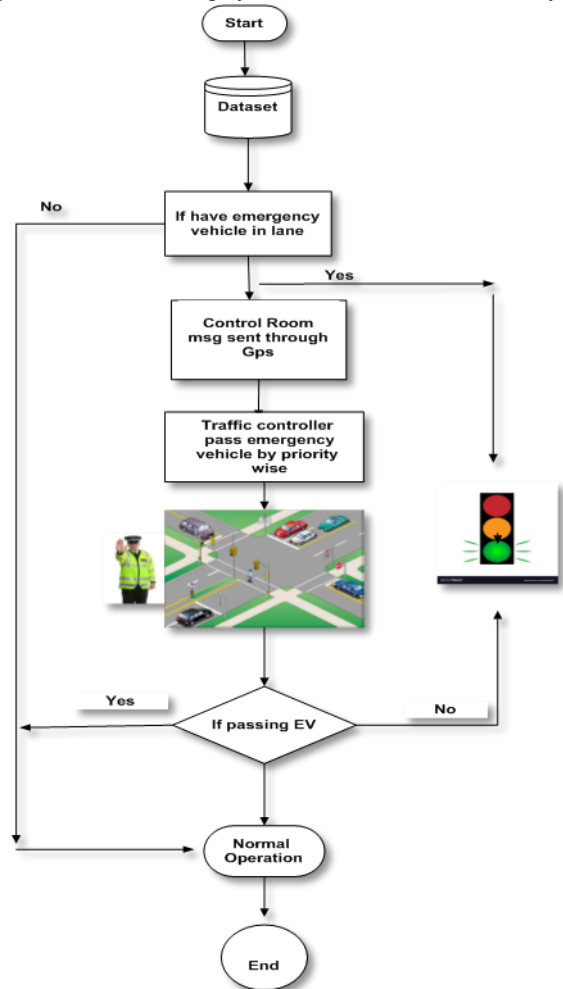 Start
Dataset
No
If have emergency
vehicle in lane
Yes
Control Room
msg sent through
Gps
Traffic controller
pass emergency
vehicle by priority
wise
Yes
If passing EV
No
Normal
Operation
End